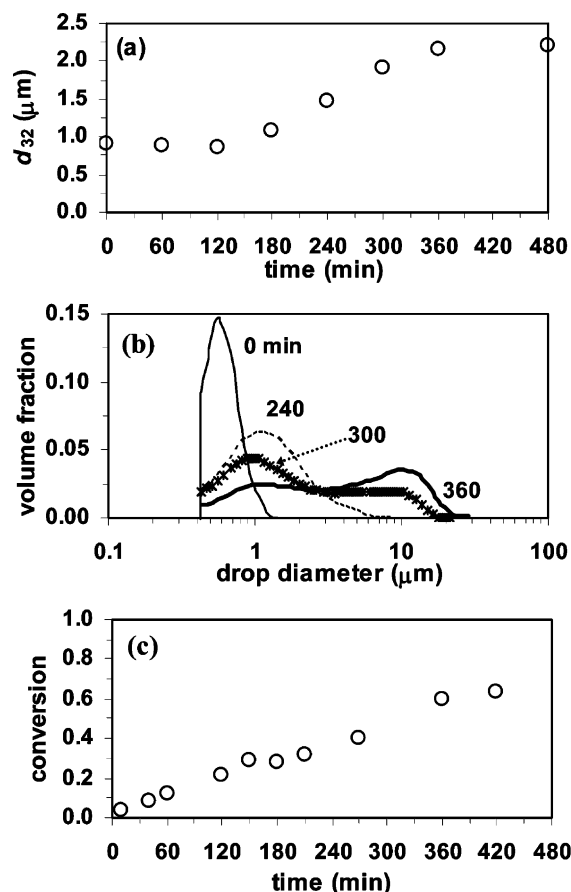 (a)
2.5
2.0
1.5
1.0
0.5
0.0
d32 (μm)
0 60 120 180 240 300 360 420 480
time (min)
(b)
0.15
0.10
0.05
0.00
volume fraction
0 min
240
300
360
0.1 1 10 100
drop diameter (μm)
(c)
1.0
0.8
0.6
0.4
0.2
0.0
conversion
0 60 120 180 240 300 360 420 480
time (min)